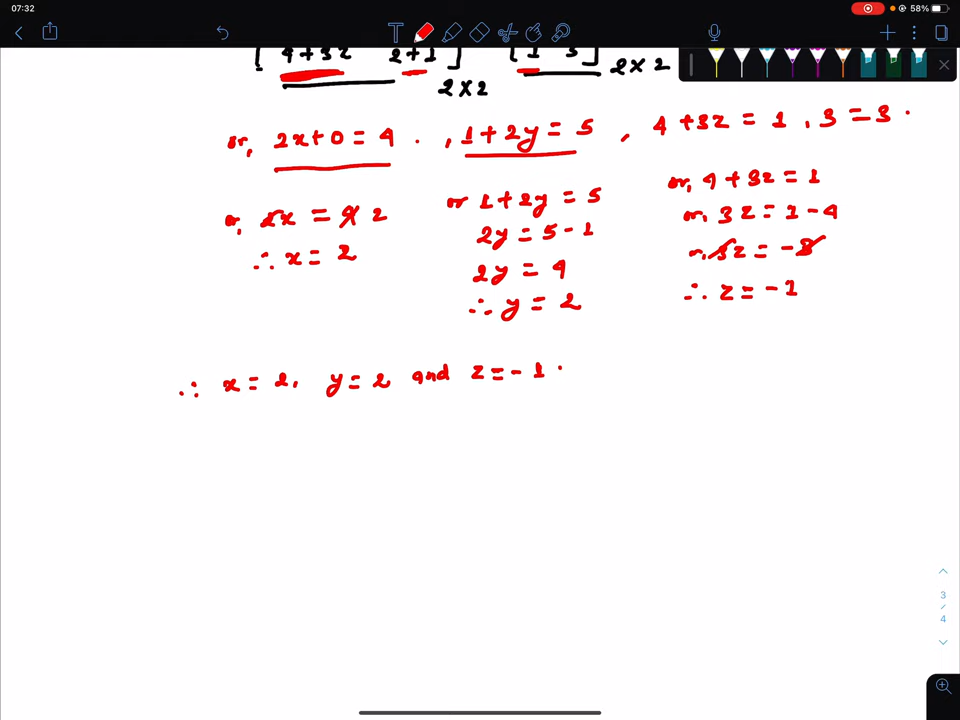 07:32
58%
4+3z 2+1 1 3
2×2 2×2
or, 2x+0=4 . , 1+2y=5 , 4+3z=1, 3=3.
or, 2x=4 2
∴ x=2
or 1+2y=5
2y=5-1
2y=4
∴ y=2
or, 4+3z=1
or, 3z=1-4
or, 3z=-3
∴ z=-1
∴ x=2, y=2 and z=-1.
3
4